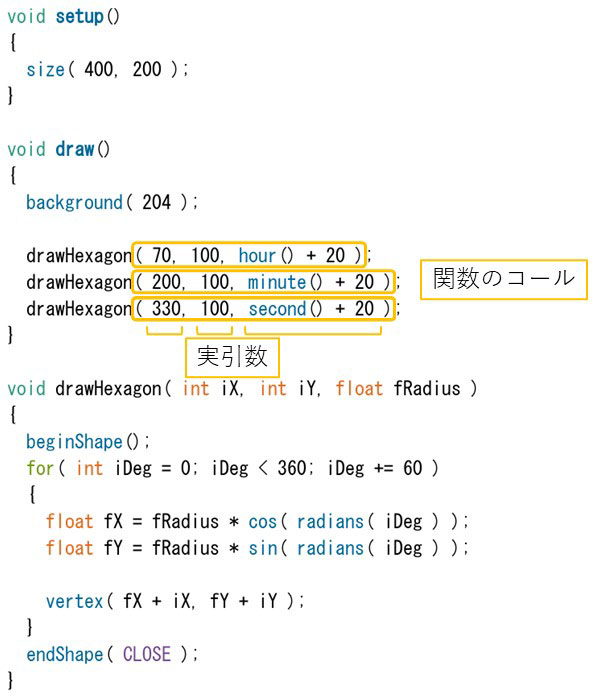 void setup()
{
  size( 400, 200 );
}

void draw()
{
  background( 204 );

  drawHexagon( 70, 100, hour() + 20 );
  drawHexagon( 200, 100, minute() + 20 );
  drawHexagon( 330, 100, second() + 20 );
関数のコール
}
実引数

void drawHexagon( int iX, int iY, float fRadius )
{
  beginShape();
  for( int iDeg = 0; iDeg < 360; iDeg += 60 )
  {
    float fX = fRadius * cos( radians( iDeg ) );
    float fY = fRadius * sin( radians( iDeg ) );

    vertex( fX + iX, fY + iY );
  }
  endShape( CLOSE );
}